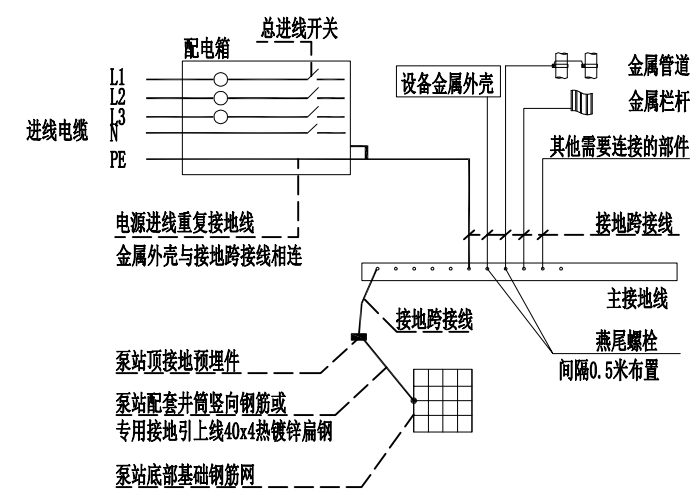 总进线开关
配电箱
L1
L2
L3
N
PE
进线电缆
设备金属外壳
金属管道
金属栏杆
其他需要连接的部件
电源进线重复接地线
金属外壳与接地跨接线相连
接地跨接线
主接地线
接地跨接线
燕尾螺栓
间隔0.5米布置
泵站顶接地预埋件
泵站配套井筒竖向钢筋或
专用接地引上线40x4热镀锌扁钢
泵站底部基础钢筋网